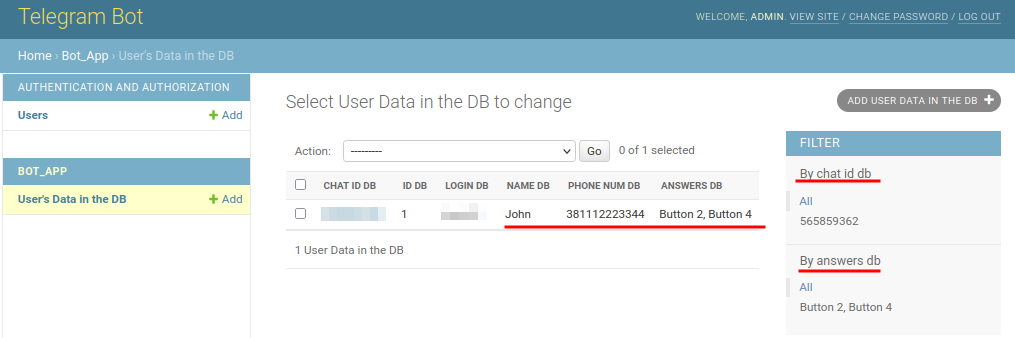 Telegram Bot
WELCOME, ADMIN. VIEW SITE / CHANGE PASSWORD / LOG OUT
Home › Bot_App › User's Data in the DB
AUTHENTICATION AND AUTHORIZATION
Users + Add
BOT_APP
User's Data in the DB + Add
Select User Data in the DB to change
ADD USER DATA IN THE DB +
Action: --------- Go 0 of 1 selected
CHAT ID DB ID DB LOGIN DB NAME DB PHONE NUM DB ANSWERS DB
1 John 381112223344 Button 2, Button 4
1 User Data in the DB
FILTER
By chat id db
All
565859362
By answers db
All
Button 2, Button 4